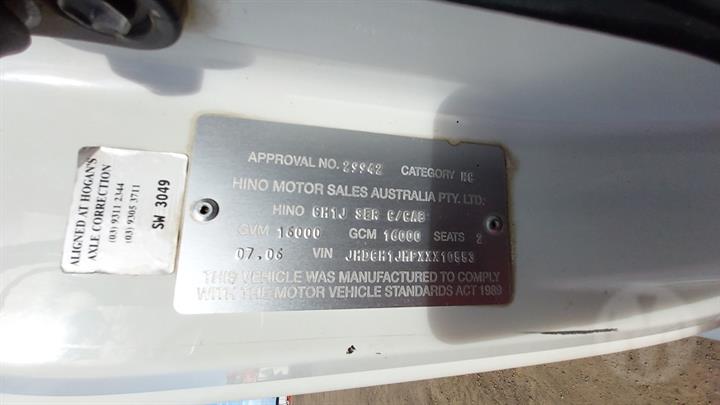 ALIGNED AT HOGAN'S
AXLE CORRECTION
(03) 9311 2344
(03) 9305 3711
SW 3049
APPROVAL NO. 29942 CATEGORY NC
HINO MOTOR SALES AUSTRALIA PTY. LTD.
HINO GH1J SER C/CAB
GVM 16000 GCM 16000 SEATS 2
07.06 VIN JHDGH1JMPXXX10553
THIS VEHICLE WAS MANUFACTURED TO COMPLY
WITH THE MOTOR VEHICLE STANDARDS ACT 1989